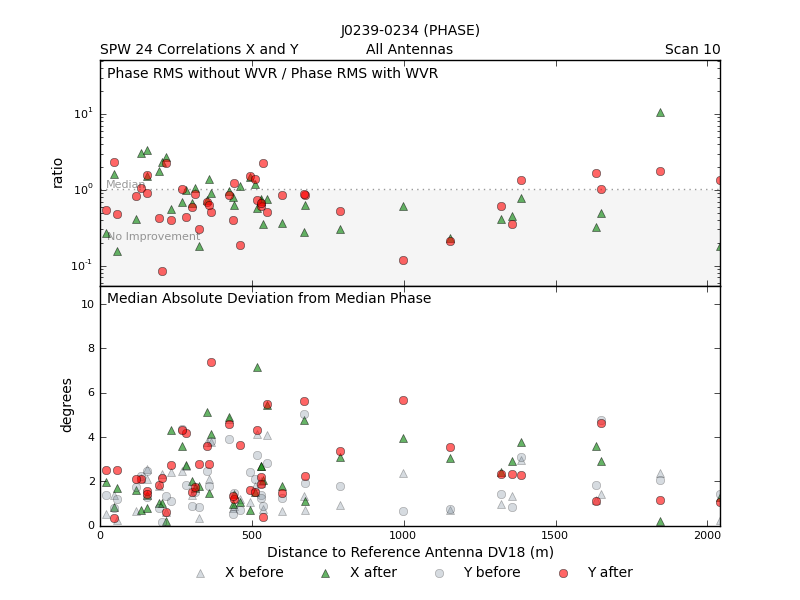 J0239-0234 (PHASE)
SPW 24 Correlations X and Y All Antennas Scan 10
Phase RMS without WVR / Phase RMS with WVR
10¹
Median
10⁰
ratio
No Improvement
10⁻¹
Median Absolute Deviation from Median Phase
10
8
6
degrees
4
2
0
0 500 1000 1500 2000
Distance to Reference Antenna DV18 (m)
X before X after Y before Y after